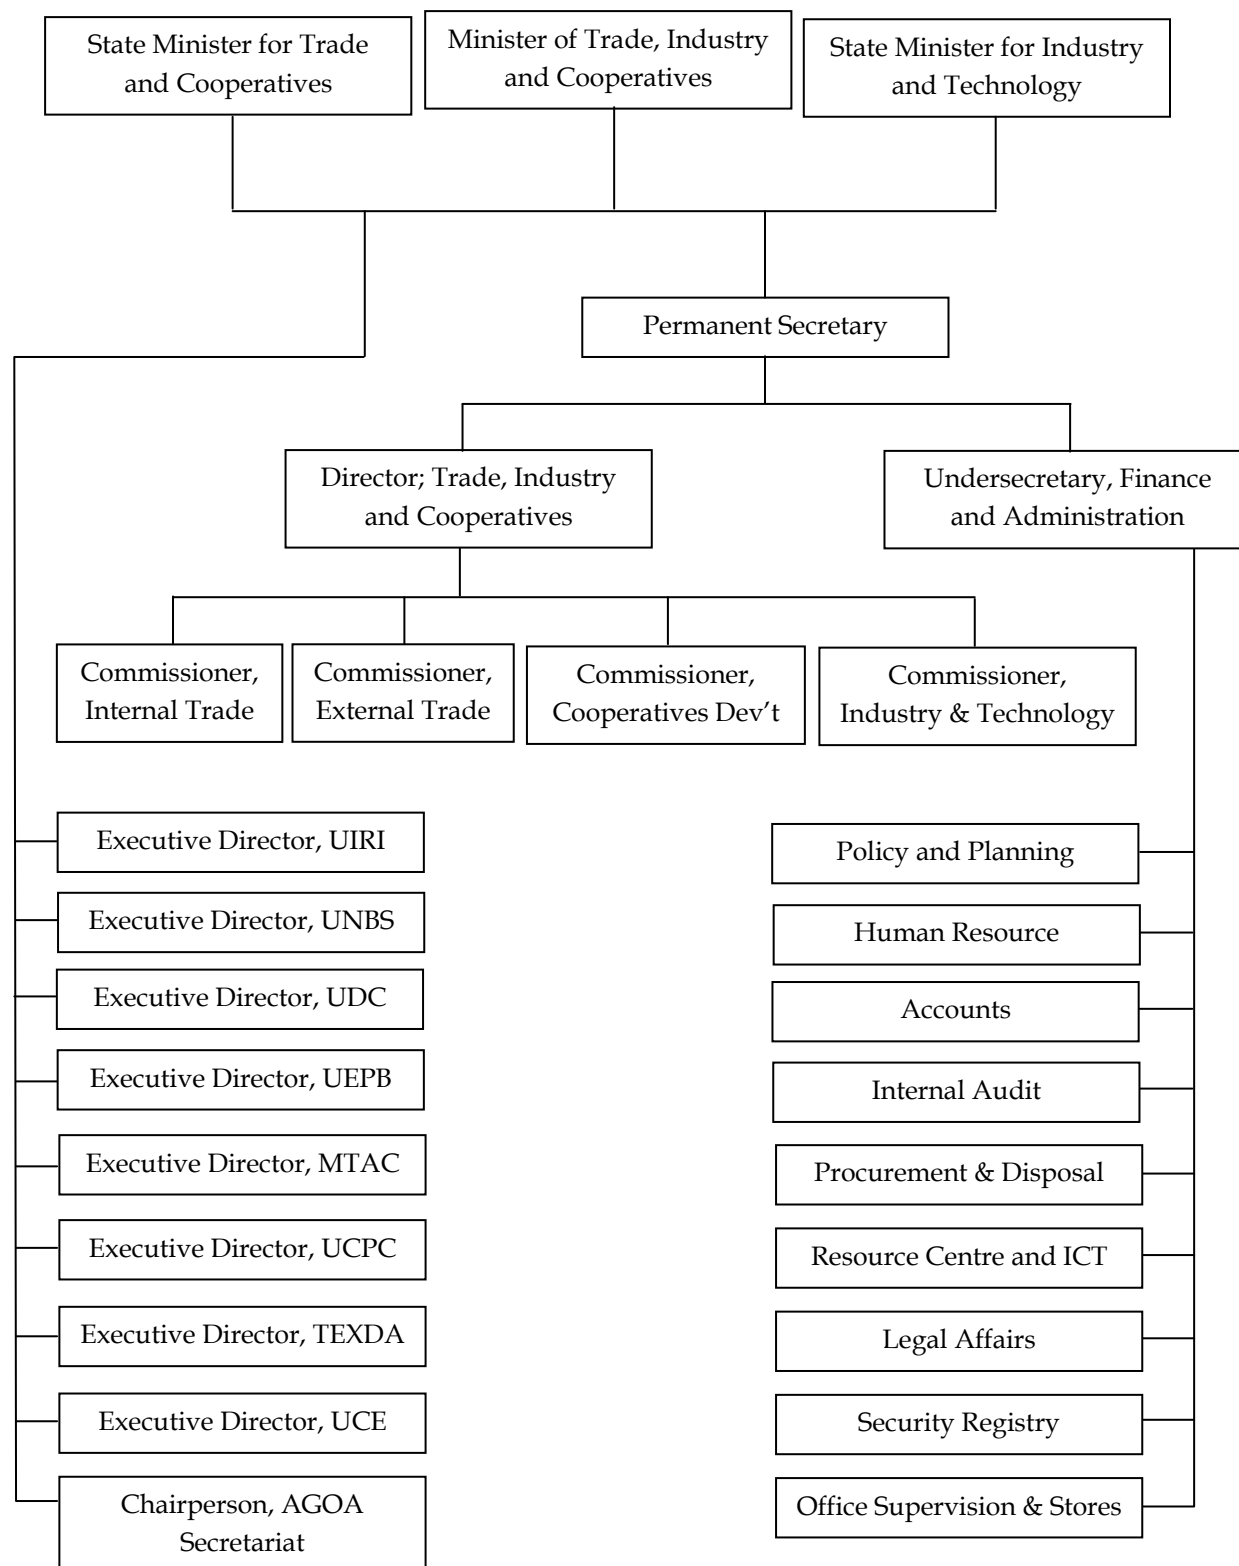 State Minister for Trade
and Cooperatives
Minister of Trade, Industry
and Cooperatives
State Minister for Industry
and Technology
Permanent Secretary
Director; Trade, Industry
and Cooperatives
Undersecretary, Finance
and Administration
Commissioner,
Internal Trade
Commissioner,
External Trade
Commissioner,
Cooperatives Dev't
Commissioner,
Industry & Technology
Executive Director, UIRI
Executive Director, UNBS
Executive Director, UDC
Executive Director, UEPB
Executive Director, MTAC
Executive Director, UCPC
Executive Director, TEXDA
Executive Director, UCE
Chairperson, AGOA
Secretariat
Policy and Planning
Human Resource
Accounts
Internal Audit
Procurement & Disposal
Resource Centre and ICT
Legal Affairs
Security Registry
Office Supervision & Stores